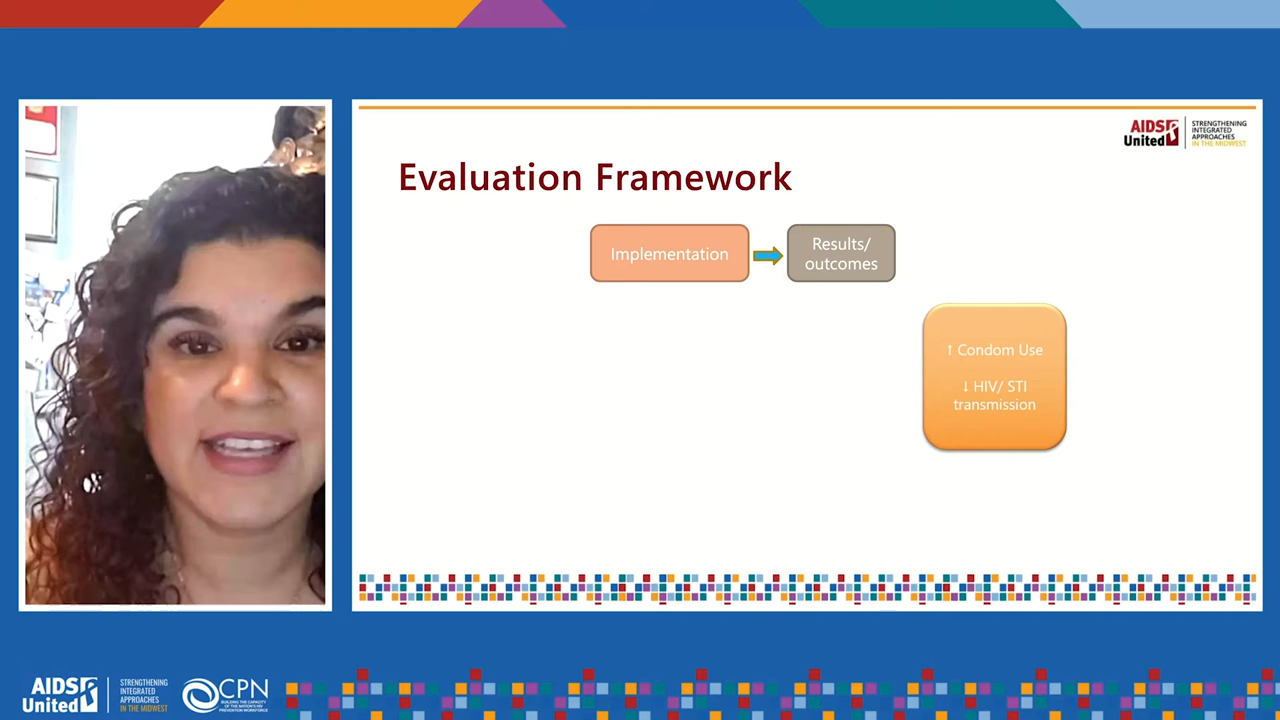 AIDS
United
STRENGTHENING
INTEGRATED
APPROACHES
IN THE MIDWEST
Evaluation Framework
Implementation
Results/
outcomes
↑ Condom Use
↓ HIV/ STI
transmission
AIDS
United
STRENGTHENING
INTEGRATED
APPROACHES
IN THE MIDWEST
CPN
BUILDING THE CAPACITY
OF THE NATION'S HIV
PREVENTION WORKFORCE